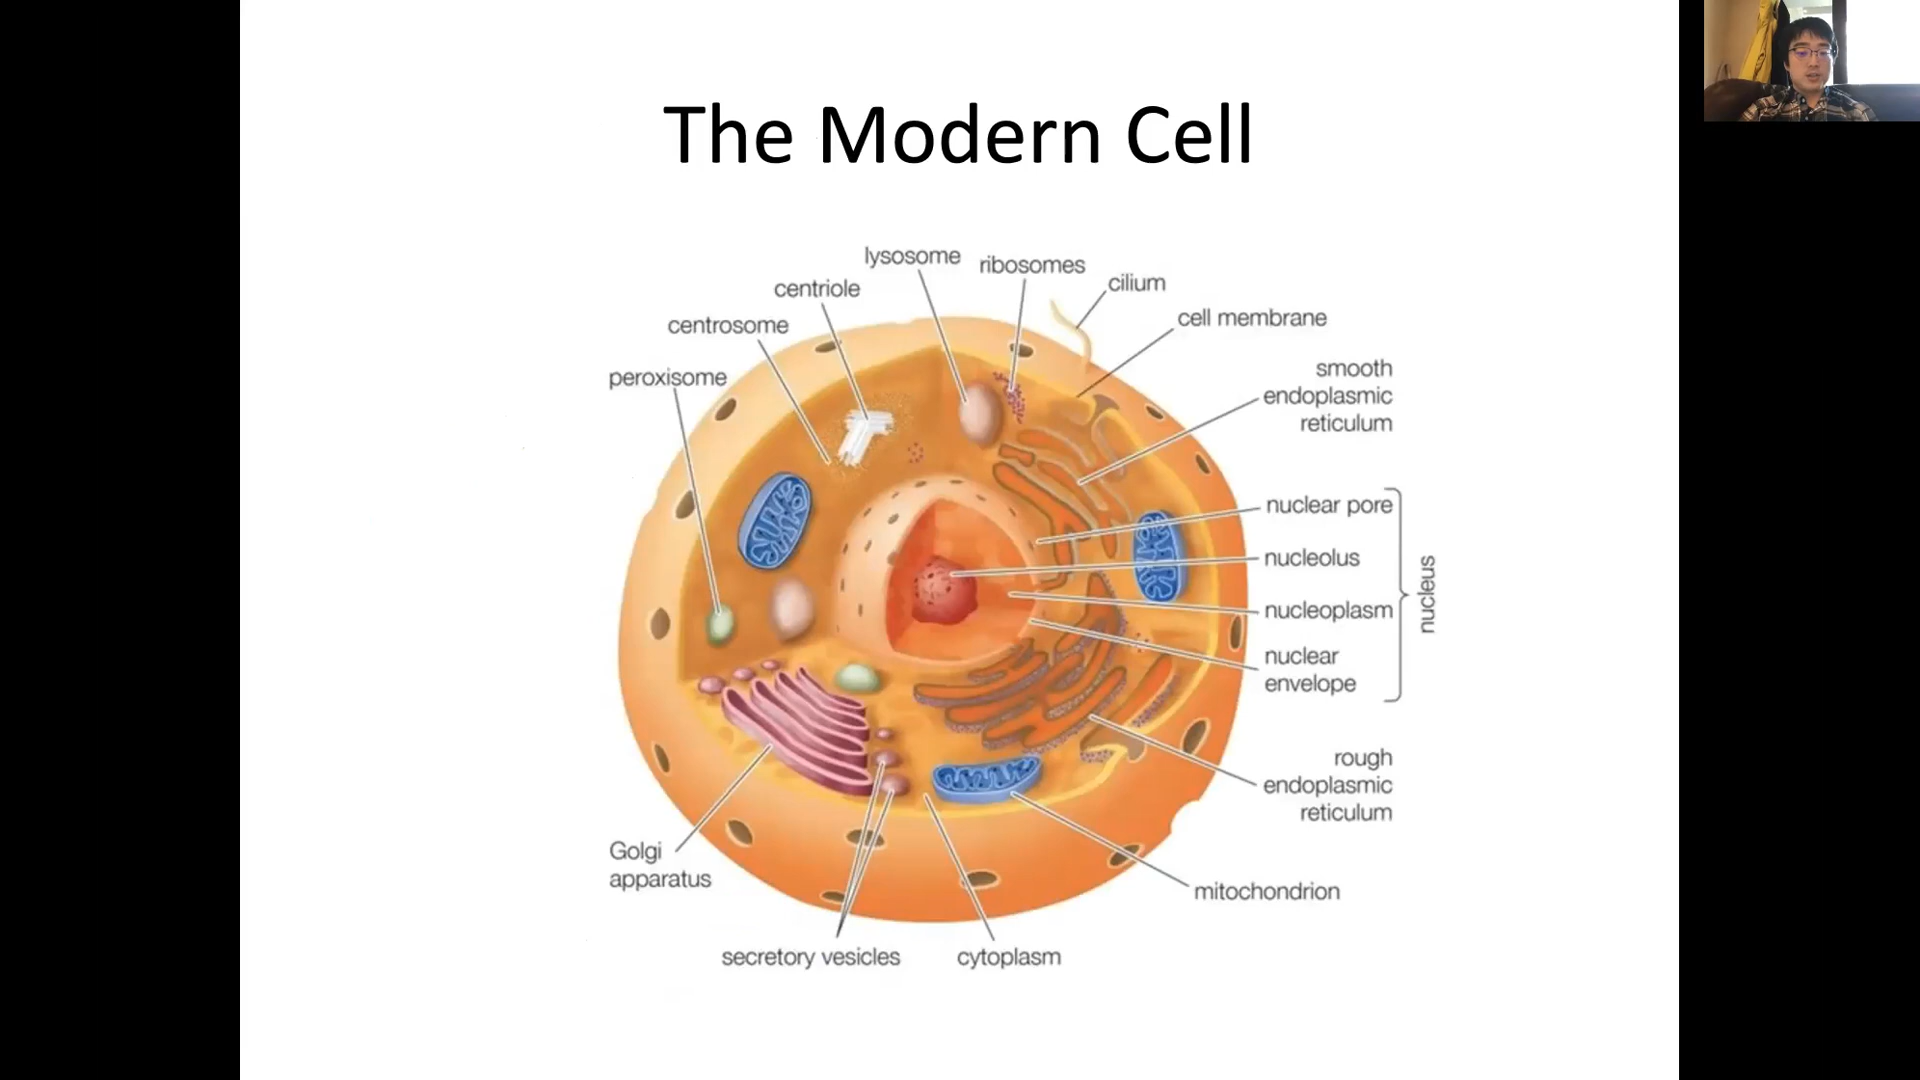 The Modern Cell
lysosome
ribosomes
cilium
centriole
cell membrane
centrosome
smooth
endoplasmic
reticulum
peroxisome
nuclear pore
nucleolus
nucleus
nucleoplasm
nuclear
envelope
rough
endoplasmic
reticulum
Golgi
apparatus
mitochondrion
secretory vesicles
cytoplasm